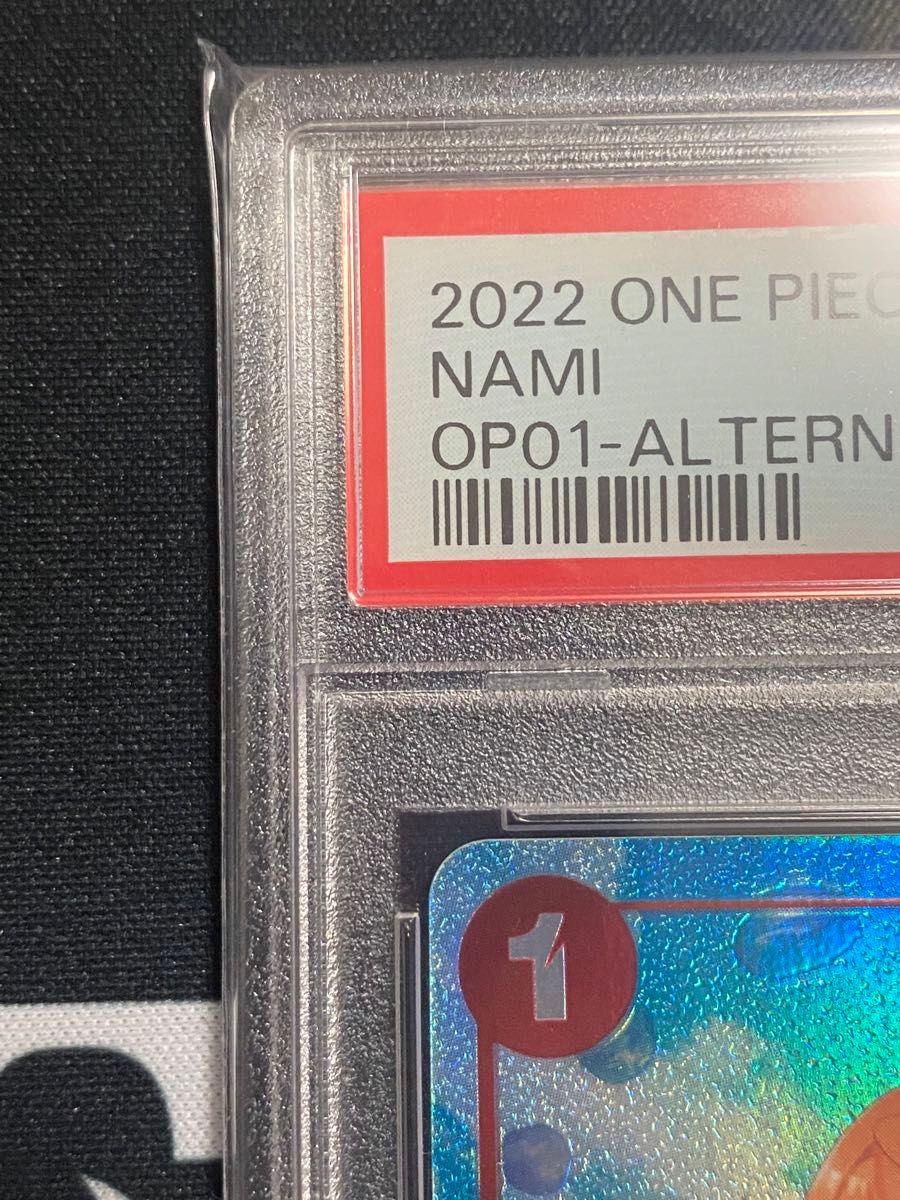 2022 ONE PIEC
NAMI
OP01-ALTERN
1